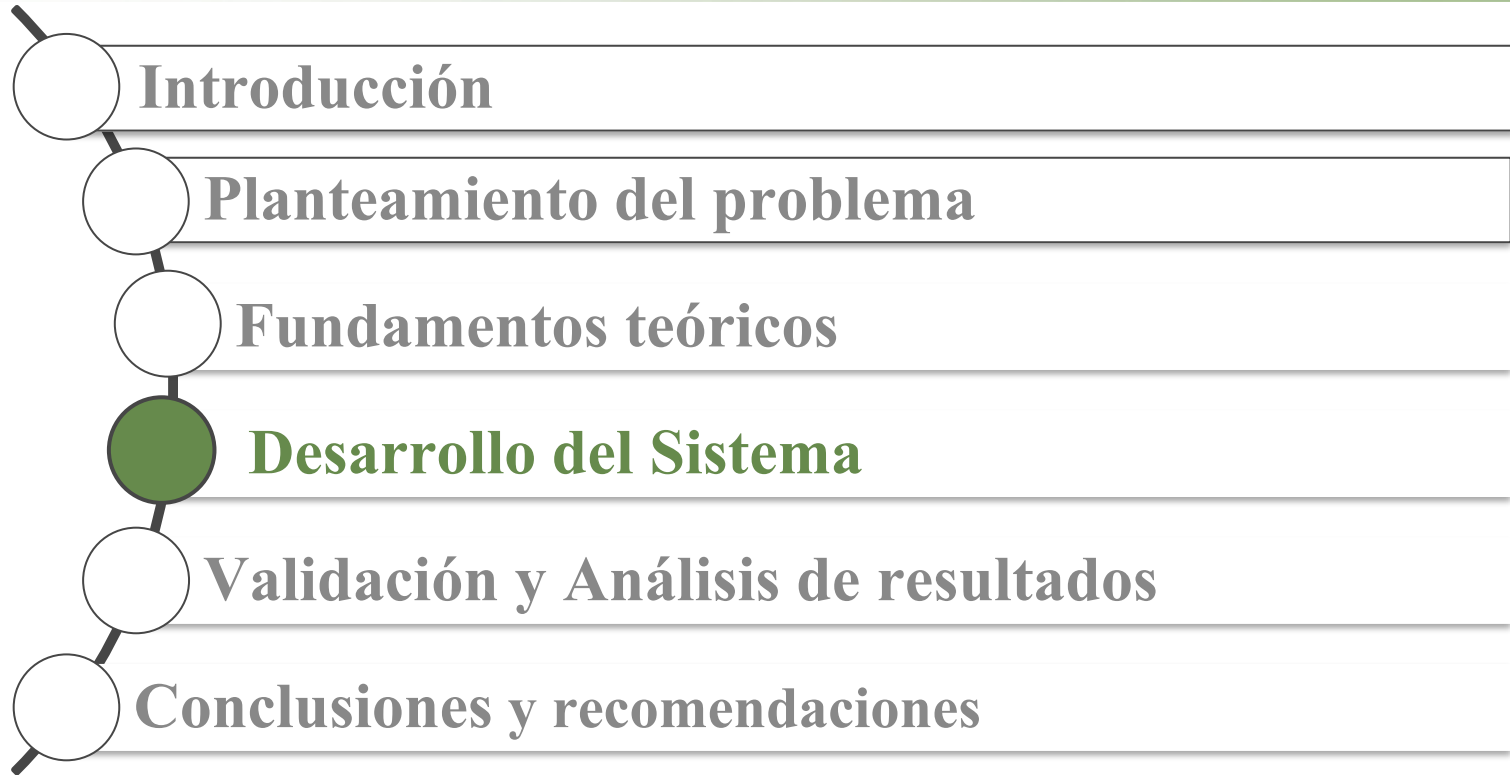 Introducción
Planteamiento del problema
Fundamentos teóricos
Desarrollo del Sistema
Validación y Análisis de resultados
Conclusiones y recomendaciones